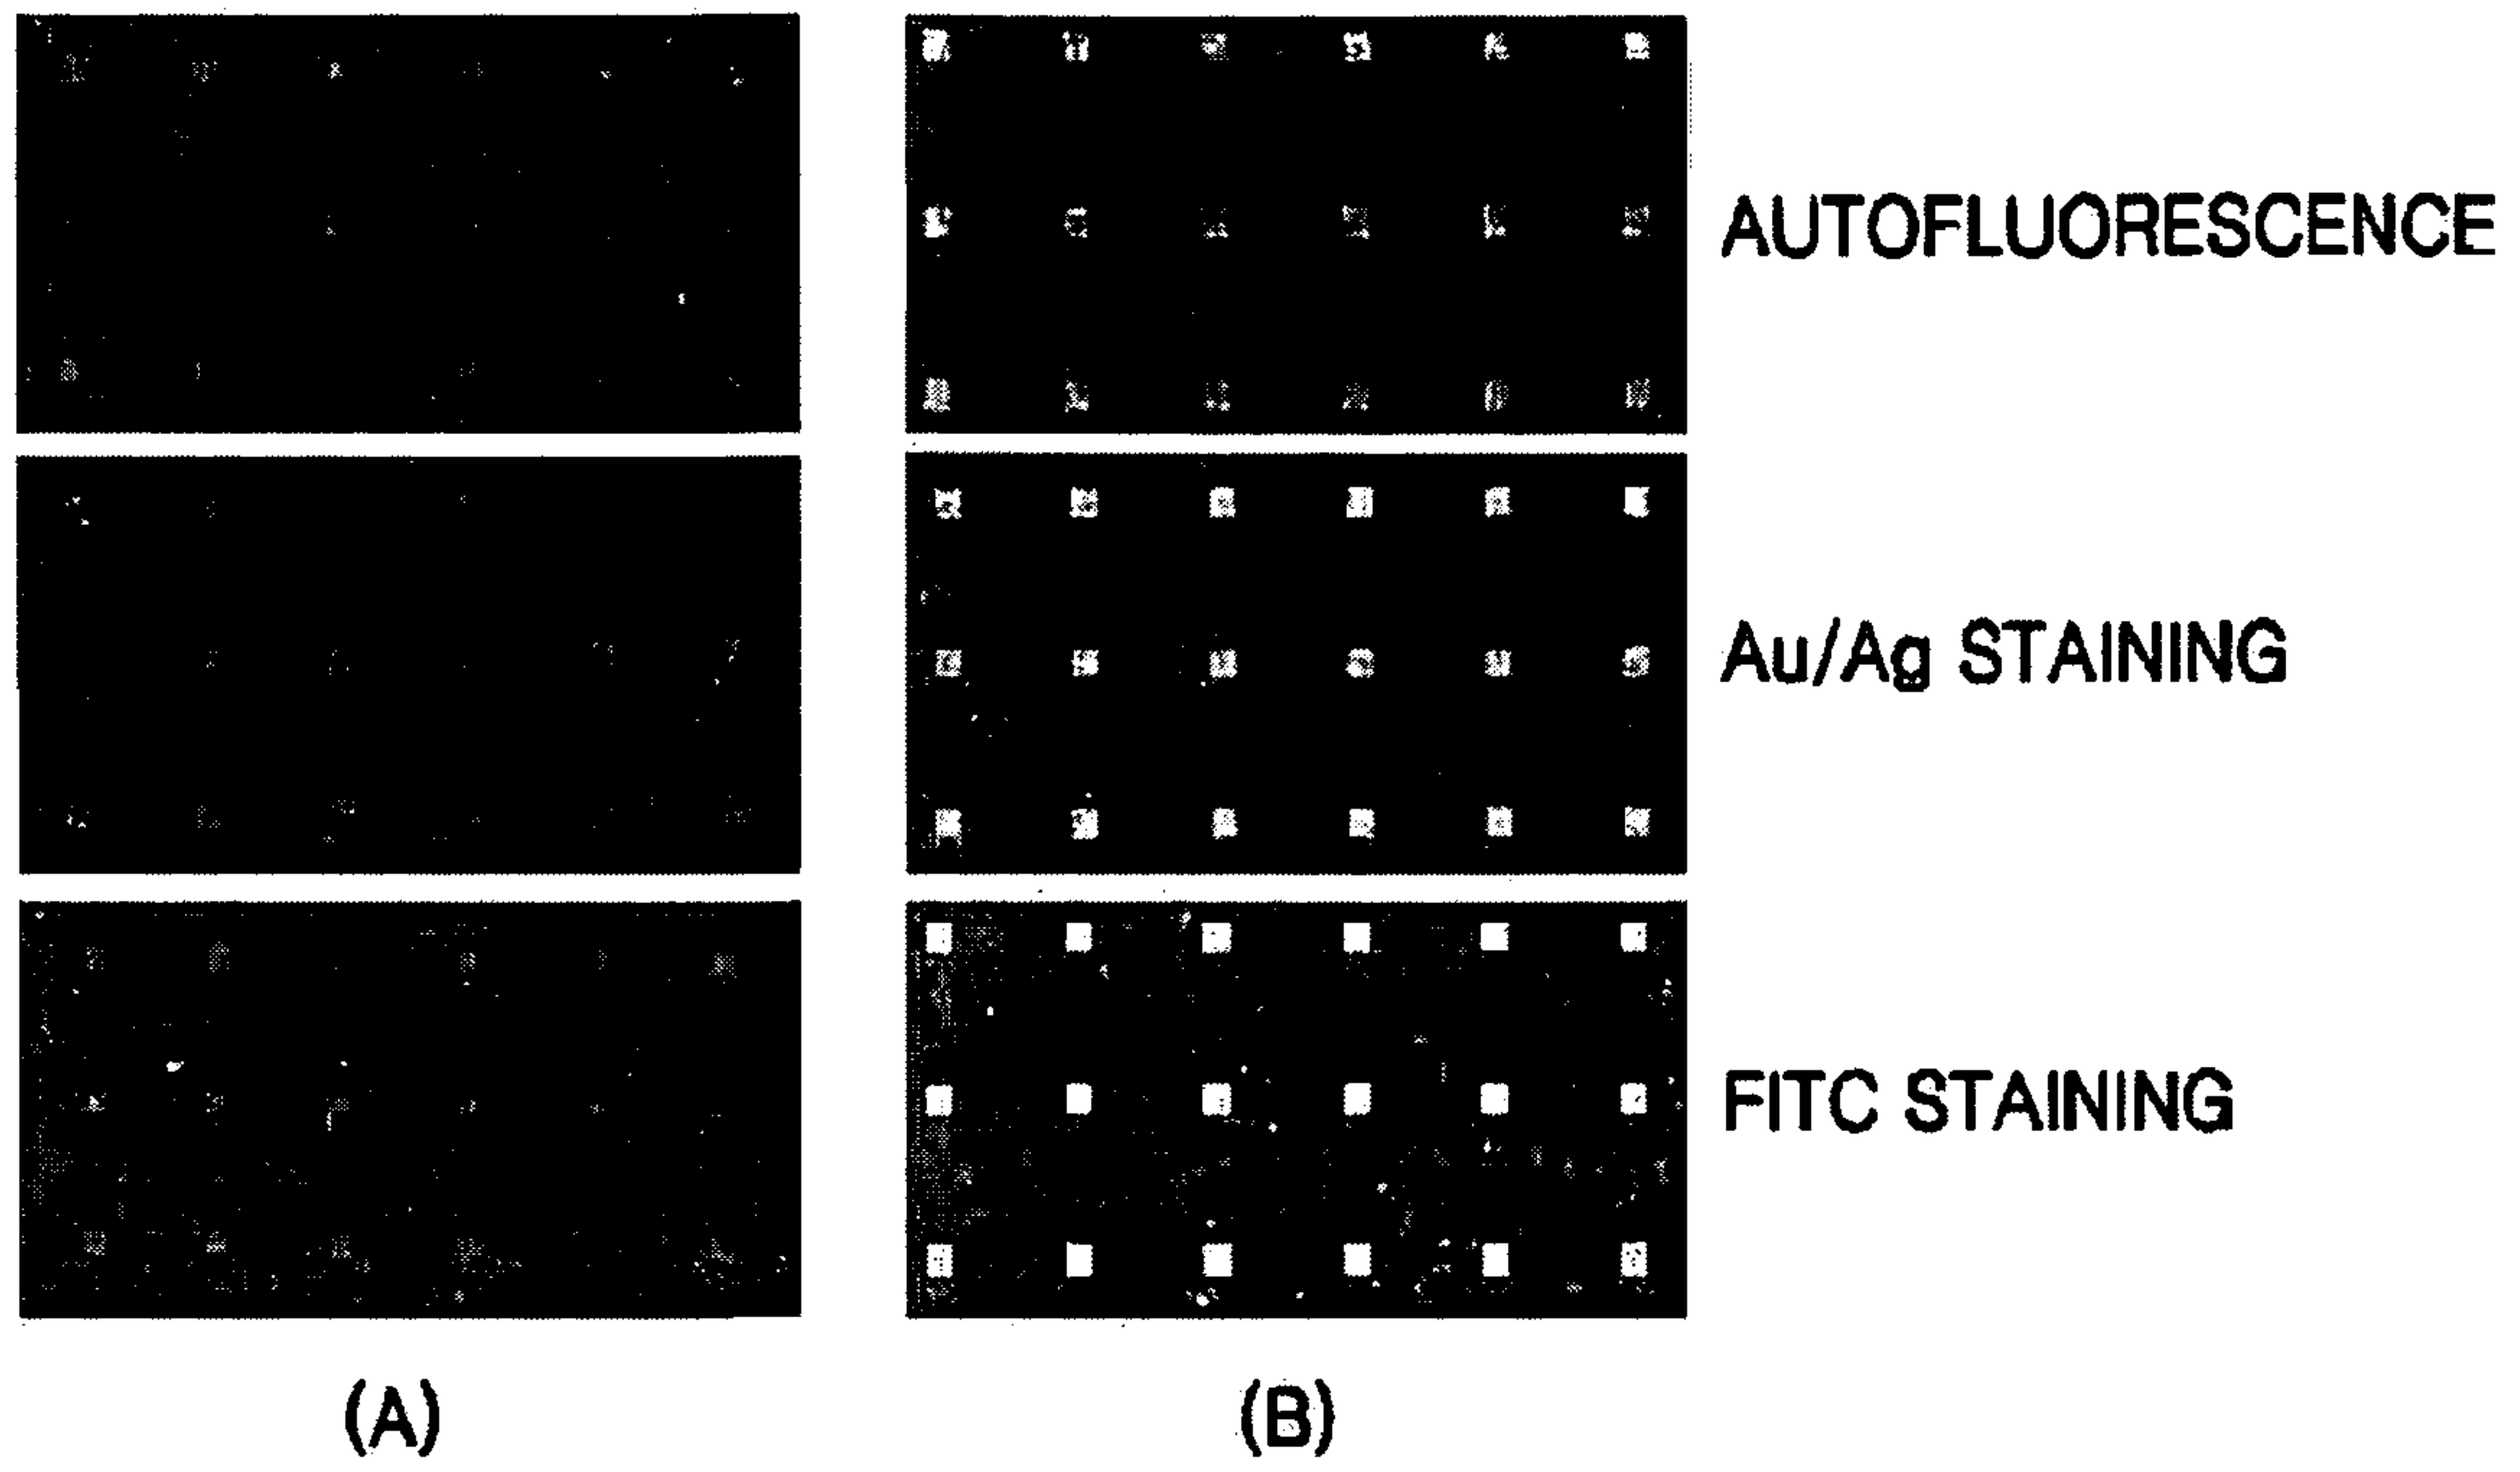 AUTOFLUORESCENCE
Au/Ag STAINING
FITC STAINING
(A)
(B)